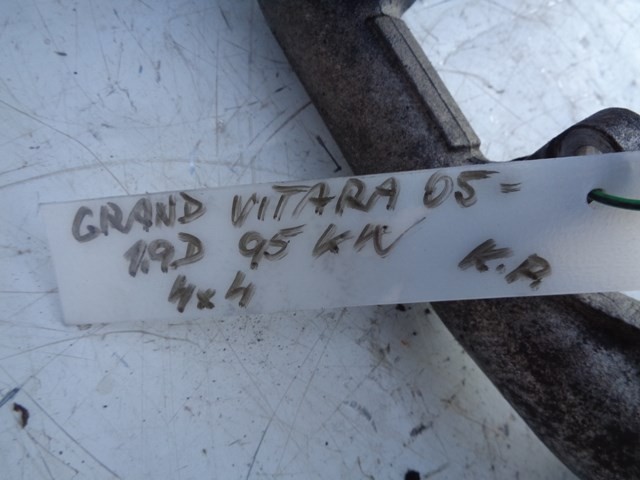 GRAND VITARA 05-
1.9D 95 KW
4x4
K.P.